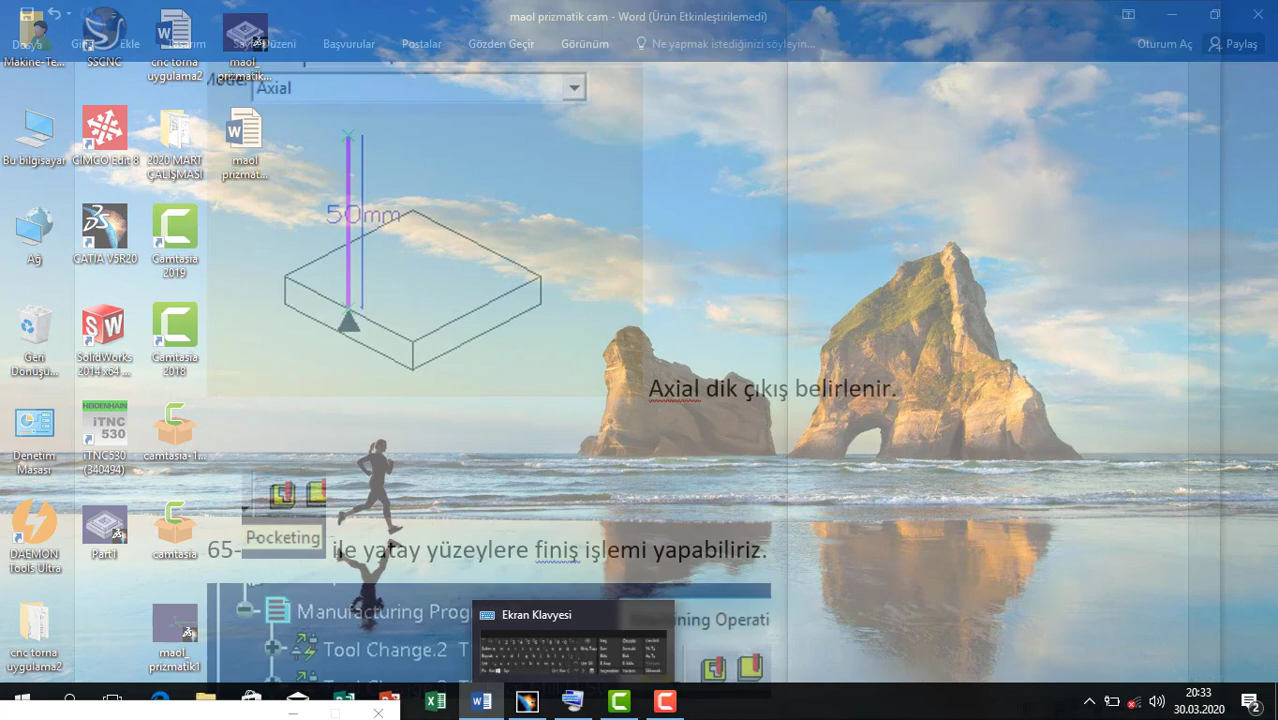 maol prizmatik cam - Word (Ürün Etkinleştirilemedi)
Dosya
Ekle
Tasarım
Düzeni
Başvurular
Postalar
Gözden Geçir
Görünüm
Ne yapmak istediğinizi söyleyin...
Oturum Aç
Paylaş
Makine-Te...
SSCNC
cnc torna
uygulama2
maol_
prizmatik...
Axial
50mm
Bu bilgisayar
CIMCO Edit 8
2020 MART
ÇALIŞMASI
maol
prizmat...
Ağ
CATIA V5R20
Camtasia
2019
Geri
Dönüşü...
SolidWorks
2014 x64 ...
Camtasia
2018
Axial dik çıkış belirlenir.
HEIDENHAIN
iTNC
530
Denetim
Masası
iTNC530
(340494)
camtasia-1...
Pocketing
65- ile yatay yüzeylere finiş işlemi yapabiliriz.
DAEMON
Tools Ultra
Part1
camtasia
Manufacturing Prog
Ekran Klavyesi
ining Operati
Tool Change.2 T
cnc torna
uygulama2
maol_
prizmatik1
20:33
30.03.2020
2